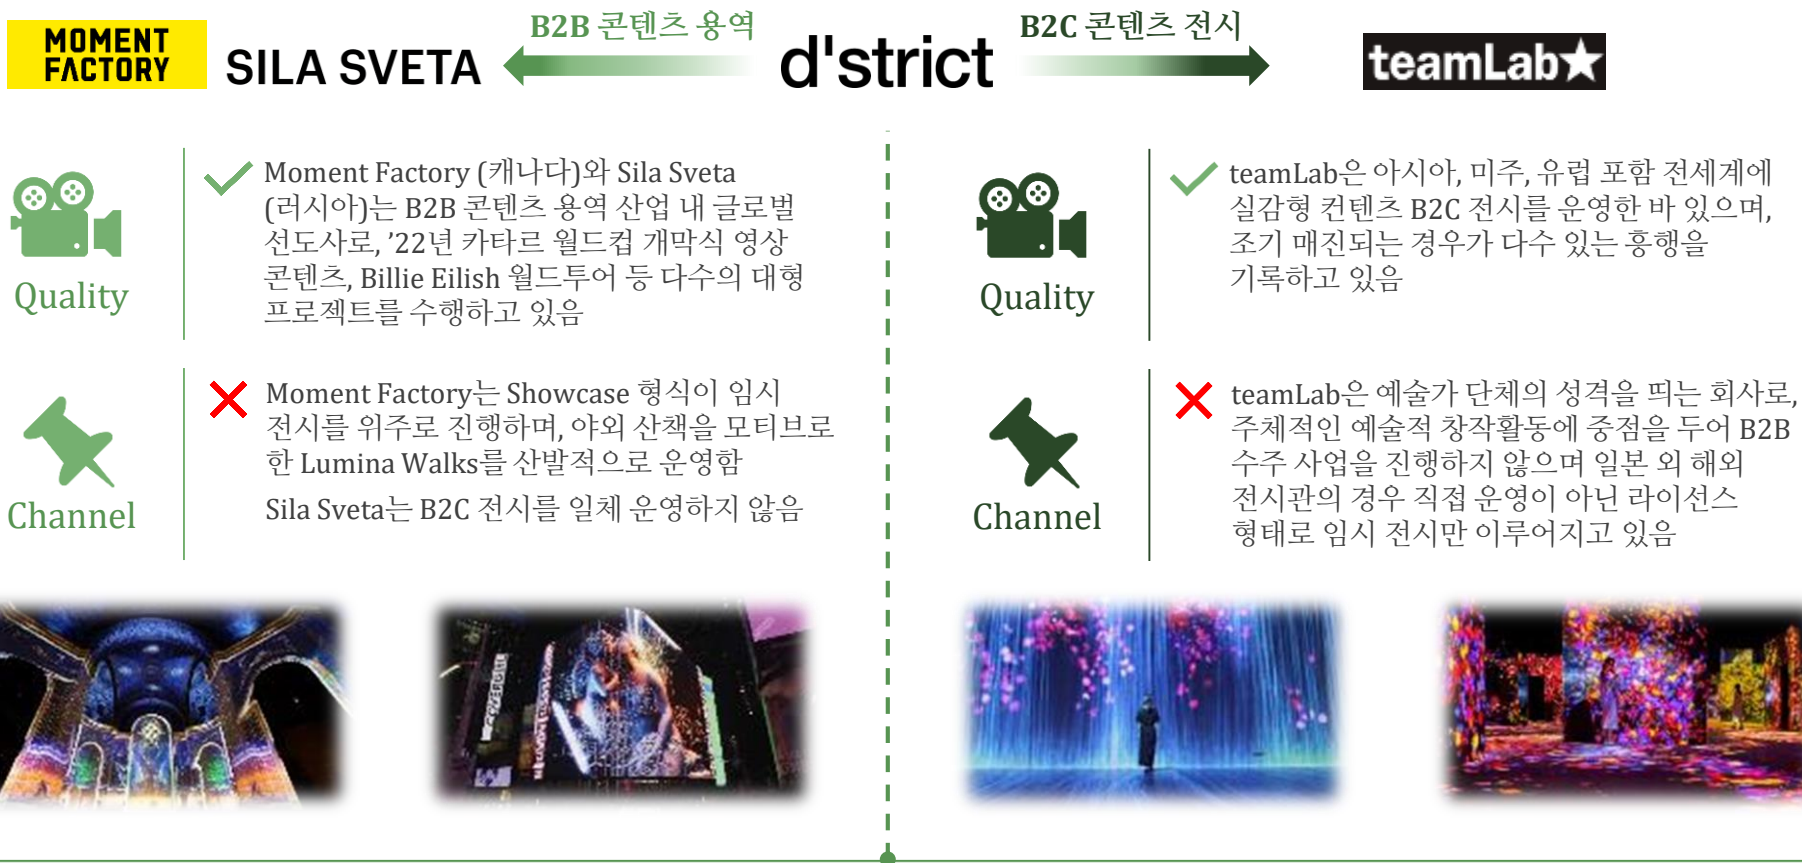 MOMENT
FACTORY
SILA SVETA
B2B 콘텐츠 용역
d'strict
B2C 콘텐츠 전시
teamLab★
Quality
Moment Factory (캐나다)와 Sila Sveta
(러시아)는 B2B 콘텐츠 용역 산업 내 글로벌
선도사로, ’22년 카타르 월드컵 개막식 영상
콘텐츠, Billie Eilish 월드투어 등 다수의 대형
프로젝트를 수행하고 있음
Channel
Moment Factory는 Showcase 형식이 임시
전시를 위주로 진행하며, 야외 산책을 모티브로
한 Lumina Walks를 산발적으로 운영함
Sila Sveta는 B2C 전시를 일체 운영하지 않음
Quality
teamLab은 아시아, 미주, 유럽 포함 전세계에
실감형 컨텐츠 B2C 전시를 운영한 바 있으며,
조기 매진되는 경우가 다수 있는 흥행을
기록하고 있음
Channel
teamLab은 예술가 단체의 성격을 띄는 회사로,
주체적인 예술적 창작활동에 중점을 두어 B2B
수주 사업을 진행하지 않으며 일본 외 해외
전시관의 경우 직접 운영이 아닌 라이선스
형태로 임시 전시만 이루어지고 있음